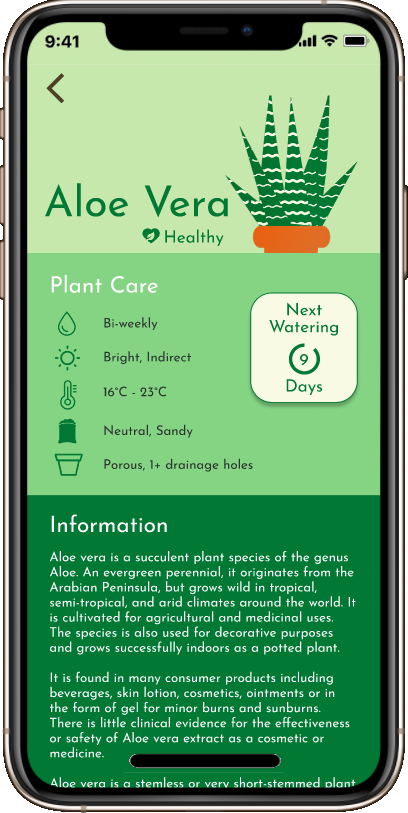 9:41
Aloe Vera
Healthy
Plant Care
Bi-weekly
Bright, Indirect
16°C - 23°C
Neutral, Sandy
Porous, 1+ drainage holes
Next
Watering
9
Days
Information
Aloe vera is a succulent plant species of the genus
Aloe. An evergreen perennial, it originates from the
Arabian Peninsula, but grows wild in tropical,
semi-tropical, and arid climates around the world. It
is cultivated for agricultural and medicinal uses.
The species is also used for decorative purposes
and grows successfully indoors as a potted plant.
It is found in many consumer products including
beverages, skin lotion, cosmetics, ointments or in
the form of gel for minor burns and sunburns.
There is little clinical evidence for the effectiveness
or safety of Aloe vera extract as a cosmetic or
medicine.
Aloe vera is a stemless or very short-stemmed plant